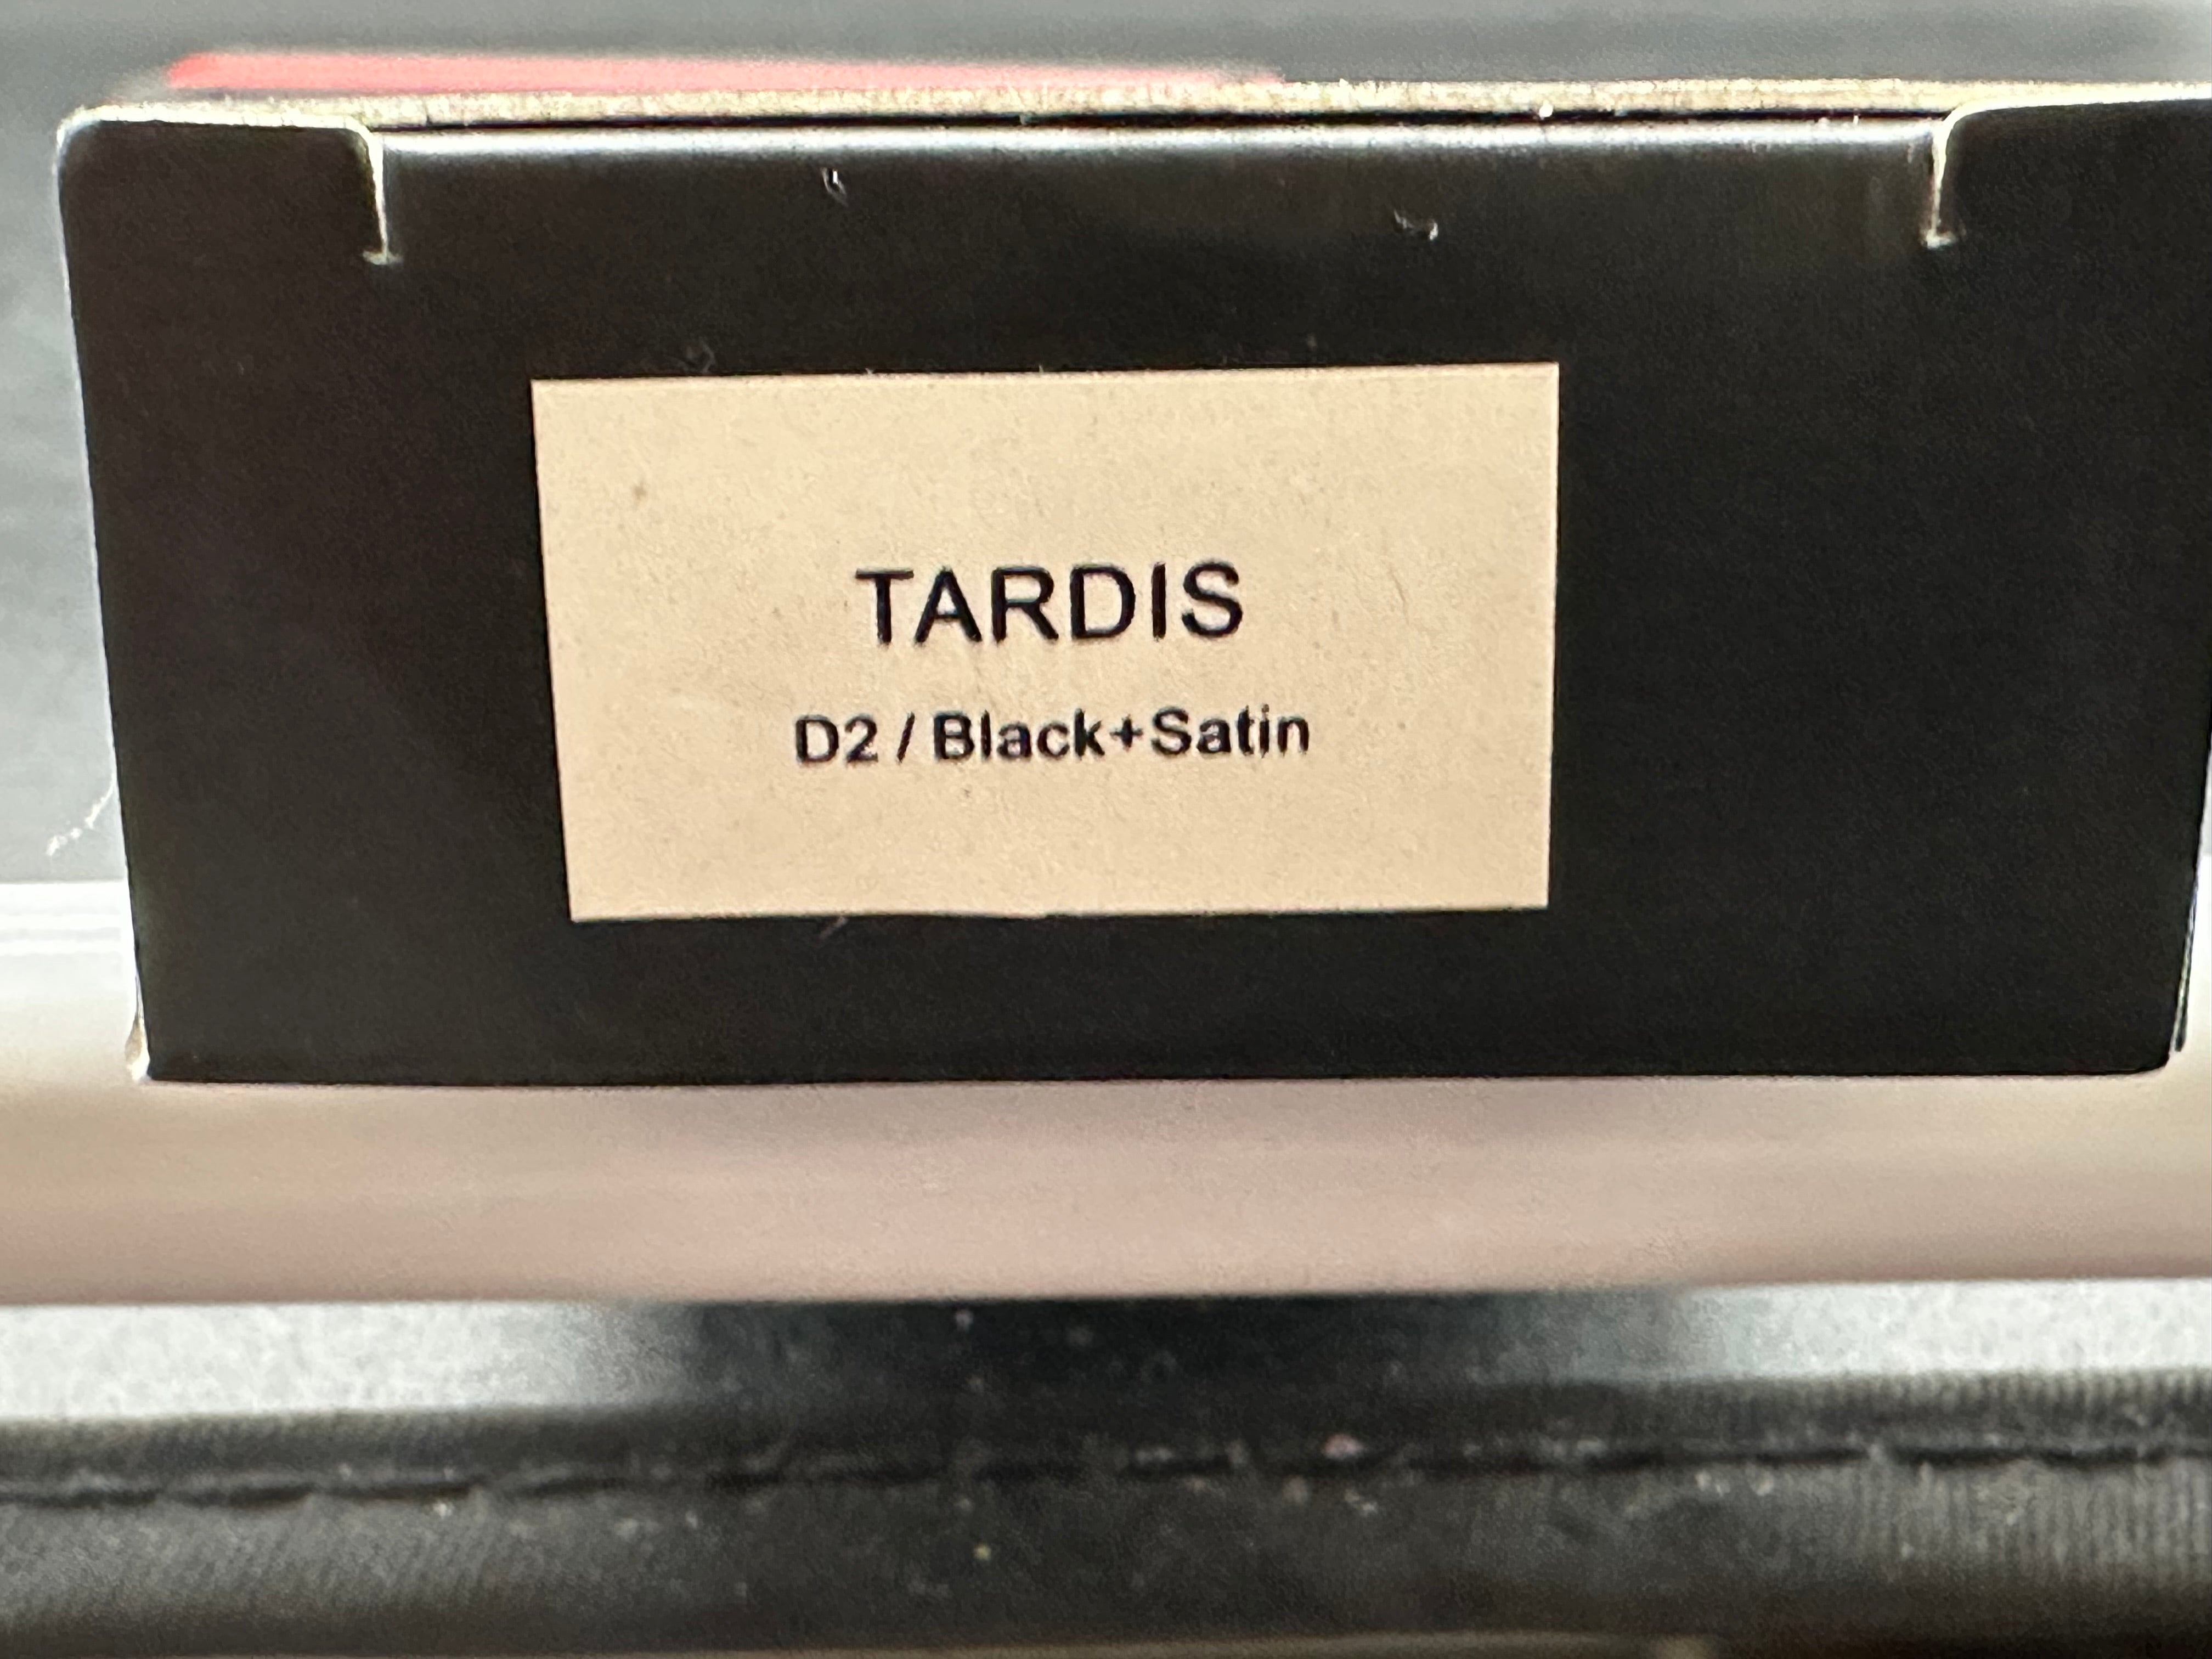 TARDIS
D2 / Black+Satin